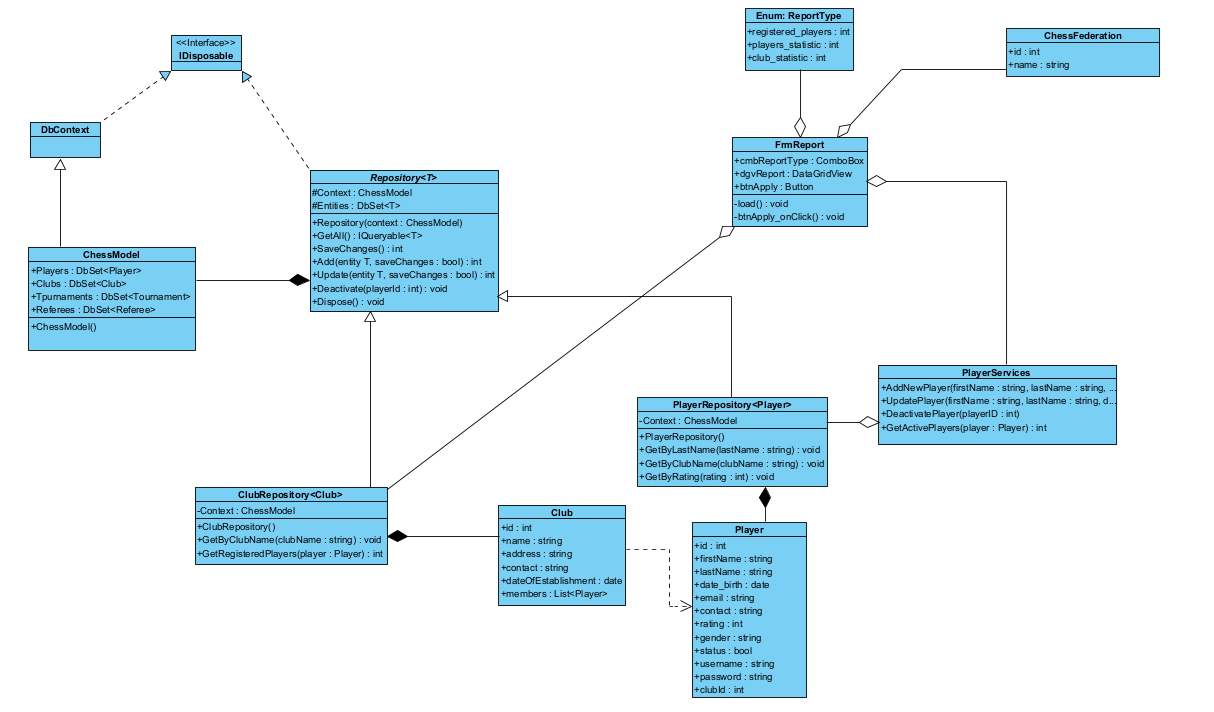 <<Interface>>
IDisposable
DbContext
Repository<T>
#Context : ChessModel
#Entities : DbSet<T>
+Repository(context : ChessModel)
+GetAll() : IQueryable<T>
+SaveChanges() : int
+Add(entity T, saveChanges : bool) : int
+Update(entity T, saveChanges : bool) : int
+Deactivate(playerId : int) : void
+Dispose() : void
ChessModel
+Players : DbSet<Player>
+Clubs : DbSet<Club>
+Tpurnaments : DbSet<Tournament>
+Referees : DbSet<Referee>
+ChessModel()
Enum: ReportType
+registered_players : int
+players_statistic : int
+club_statistic : int
ChessFederation
+id : int
+name : string
FrmReport
+cmbReportType : ComboBox
+dgvReport : DataGridView
+btnApply : Button
-load() : void
-btnApply_onClick() : void
PlayerServices
+AddNewPlayer(firstName : string, lastName : string, ...
+UpdatePlayer(firstName : string, lastName : string, d...
+DeactivatePlayer(playerID : int)
+GetActivePlayers(player : Player) : int
PlayerRepository<Player>
-Context : ChessModel
+PlayerRepository()
+GetByLastName(lastName : string) : void
+GetByClubName(clubName : string) : void
+GetByRating(rating : int) : void
ClubRepository<Club>
-Context : ChessModel
+ClubRepository()
+GetByClubName(clubName : string) : void
+GetRegisteredPlayers(player : Player) : int
Club
+id : int
+name : string
+address : string
+contact : string
+dateOfEstablishment : date
+members : List<Player>
Player
+id : int
+firstName : string
+lastName : string
+date_birth : date
+email : string
+contact : string
+rating : int
+gender : string
+status : bool
+username : string
+password : string
+clubId : int